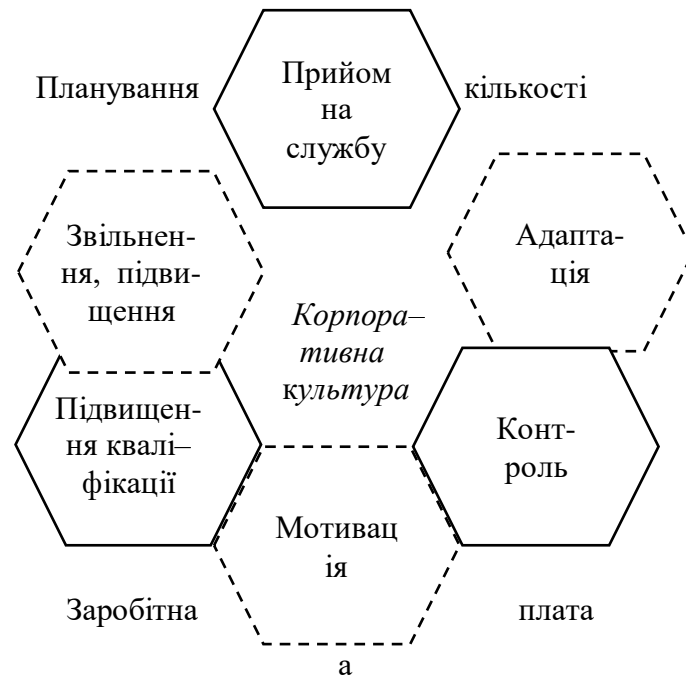 Прийом
на
службу
Планування
кількості
Звільнен-
ня, підви-
щення
Адапта-
ція
Корпора–
тивна
культура
Підвищен-
ня квалі–
фікації
Конт-
роль
Мотивац
ія
Заробітна
плата
а